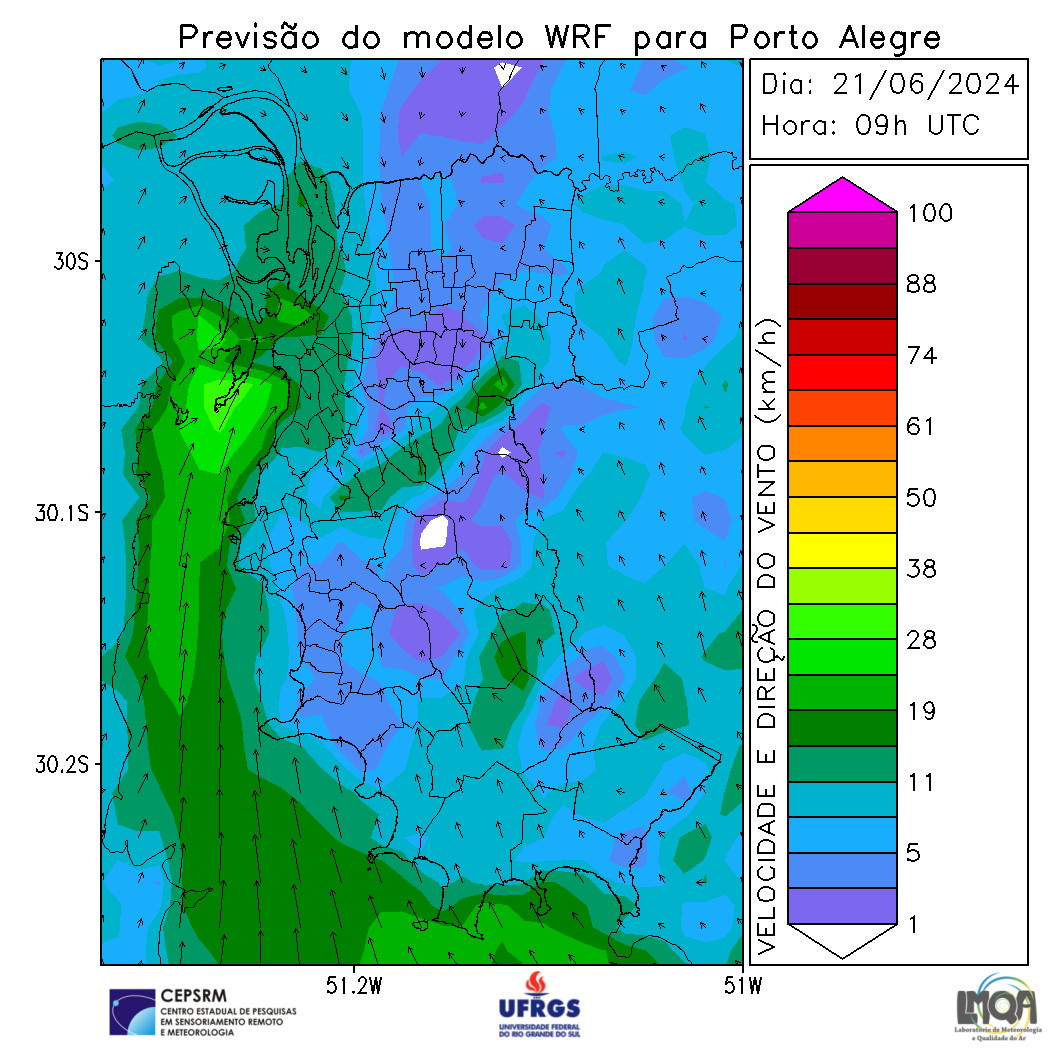 Previsão do modelo WRF para Porto Alegre
Dia: 21/06/2024
Hora: 09h UTC
30S
30.1S
30.2S
51.2W
51W
VELOCIDADE E DIREÇÃO DO VENTO (km/h)
100
88
74
61
50
38
28
19
11
5
1
CEPSRM
CENTRO ESTADUAL DE PESQUISAS
EM SENSORIAMENTO REMOTO
E METEOROLOGIA
UFRGS
UNIVERSIDADE FEDERAL
DO RIO GRANDE DO SUL
LMQA
Laboratório de Meteorologia
e Qualidade do Ar